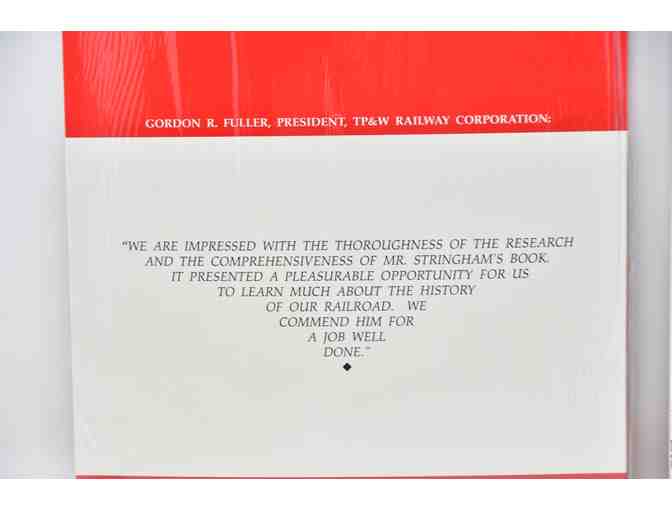 GORDON R. FULLER, PRESIDENT, TP&W RAILWAY CORPORATION:
"WE ARE IMPRESSED WITH THE THOROUGHNESS OF THE RESEARCH
AND THE COMPREHENSIVENESS OF MR. STRINGHAM'S BOOK.
IT PRESENTED A PLEASURABLE OPPORTUNITY FOR US
TO LEARN MUCH ABOUT THE HISTORY
OF OUR RAILROAD. WE
COMMEND HIM FOR
A JOB WELL
DONE."